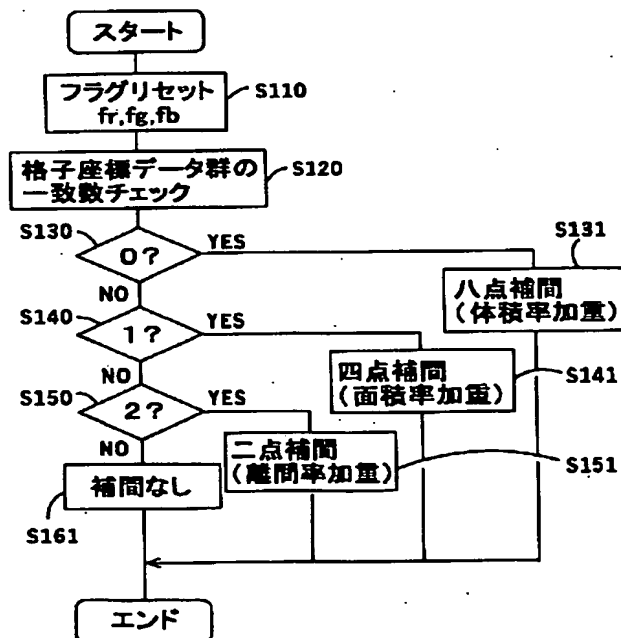 スタート
フラグリセット
fr,fg,fb
S110
格子座標データ群の
一致数チェック
S120
S130
0?
YES
NO
S131
八点補間
(体積率加重)
S140
1?
YES
NO
四点補間
(面積率加重)
S141
S150
2?
YES
NO
二点補間
(離間率加重)
S151
補間なし
S161
エンド